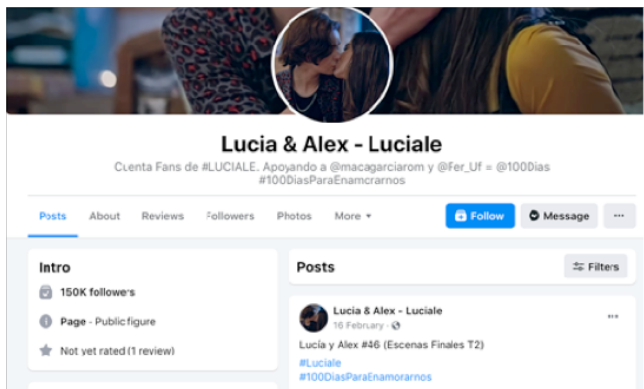 Lucia & Alex - Luciale
Cuenta Fans de #LUCIALE. Apoyando a @macagarciarom y @Fer_Uf = @100Dias
#100DiasParaEnamorarnos
Posts About Reviews Followers Photos More
Follow Message ...
Intro
150K followers
Page - Public figure
Not yet rated (1 review)
Posts
Filters
Lucia & Alex - Luciale
16 February ·
...
Lucía y Alex #46 (Escenas Finales T2)
#Luciale
#100DiasParaEnamorarnos